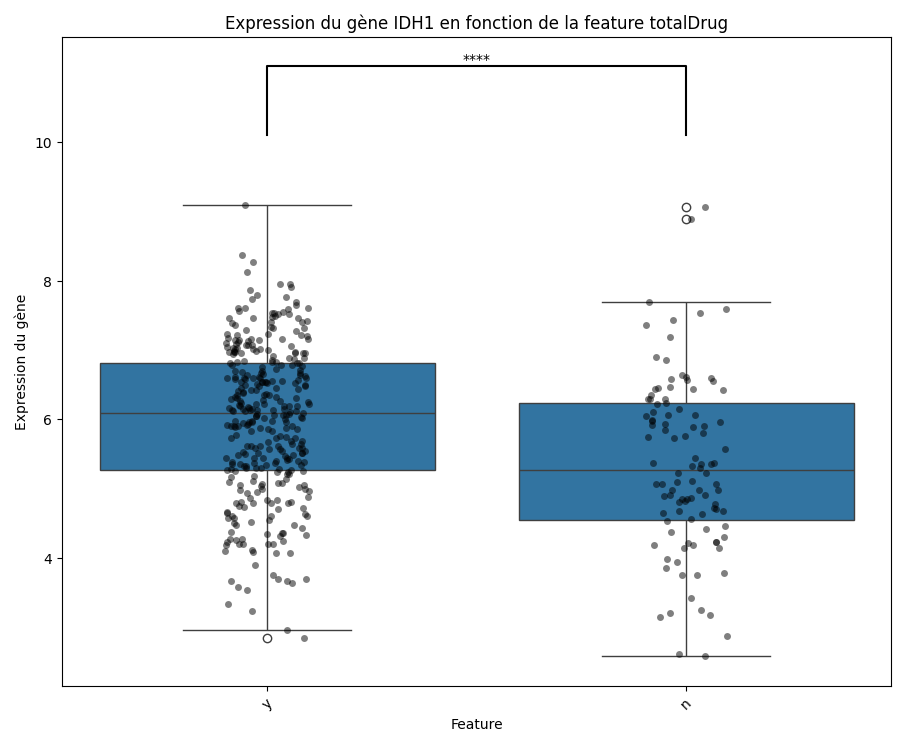 Expression du gène IDH1 en fonction de la feature totalDrug
****
10
8
6
4
Expression du gène
y
n
Feature